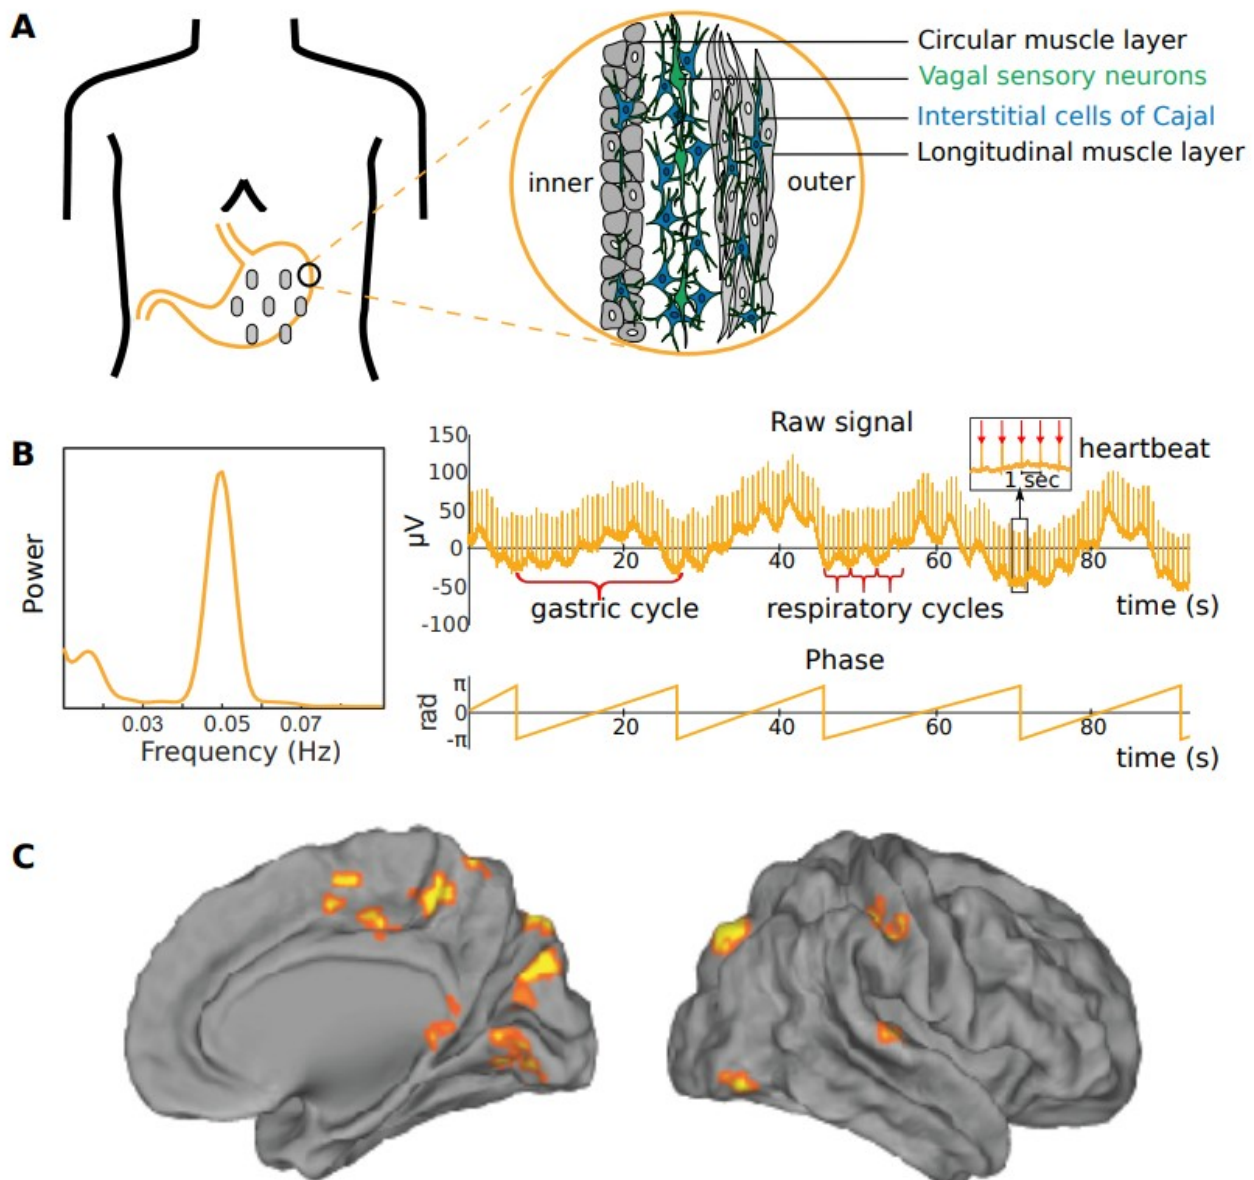 A
Circular muscle layer
Vagal sensory neurons
Interstitial cells of Cajal
Longitudinal muscle layer
inner
outer
B
Power
0.03 0.05 0.07
Frequency (Hz)
Raw signal
150
100
50
0
-50
-100
µV
20 40 60 80
gastric cycle
respiratory cycles
time (s)
heartbeat
1 sec
Phase
π
0
-π
rad
20 40 60 80
time (s)
C